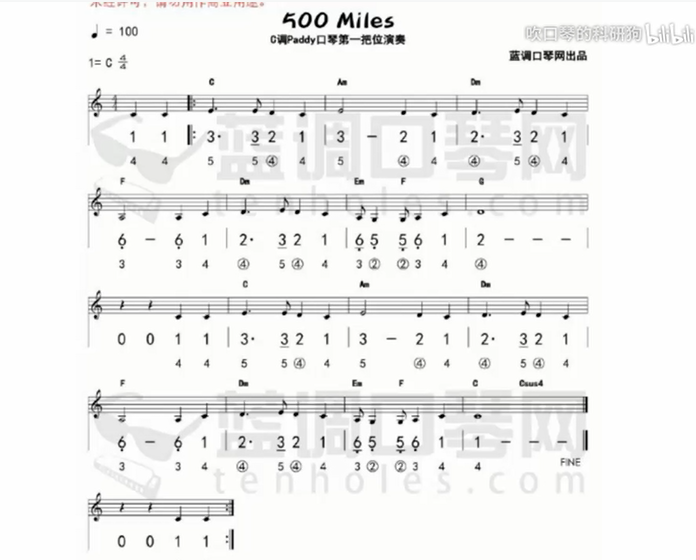 未经许可，请勿用作商业用途。
500 Miles
♩ = 100
C调Paddy口琴第一把位演奏
吹口琴的科研狗 bilibili
1= C 4/4
蓝调口琴网出品
C Am Dm
1 1 |: 3· 3 2 1 | 3 － 2 1 | 2· 3 2 1 |
4 4 5 5 ④ 4 5 ④ 4 ④ 5 ④ 4
F Dm Em F G
6̣ － 6̣ 1 | 2· 3 2 1 | 6̣ 5̣ 5̣ 6̣ 1 | 2 － － － |
3 3 4 ④ 5 ④ 4 3 ② ② 3 4 ④
C Am Dm
0 0 1 1 | 3· 3 2 1 | 3 － 2 1 | 2· 3 2 1 |
4 4 5 5 ④ 4 5 ④ 4 ④ 5 ④ 4
F Dm Em F C Csus4
6̣ － 6̣ 1 | 2· 3 2 1 | 6̣ 5̣ 5̣ 6̣ 1 | 1 － － － ‖
3 3 4 ④ 5 ④ 4 3 ② ② 3 4 4 FINE
0 0 1 1 :‖
蓝调口琴网
tenholes.com
蓝调口琴网
tenholes.com